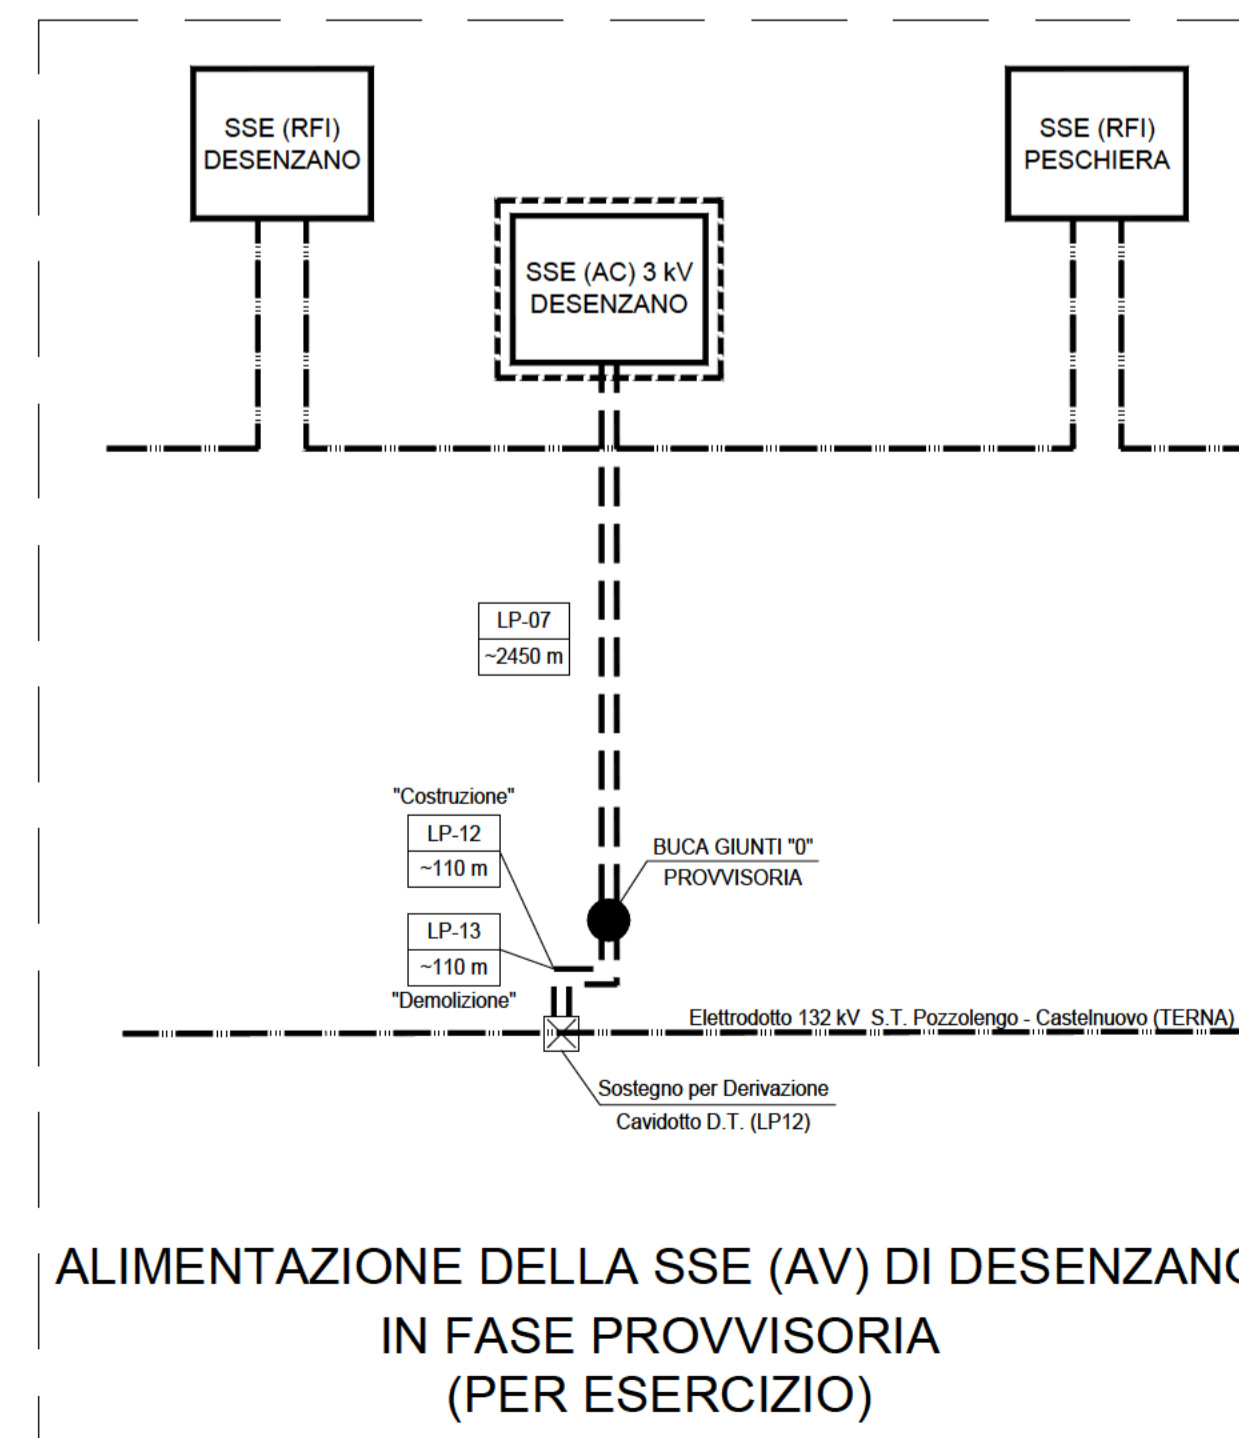 SSE (RFI)
DESENZANO
SSE (RFI)
PESCHIERA
SSE (AC) 3 kV
DESENZANO
LP-07
~2450 m
"Costruzione"
LP-12
~110 m
BUCA GIUNTI "0"
PROVVISORIA
LP-13
~110 m
"Demolizione"
Elettrodotto 132 kV S.T. Pozzolengo - Castelnuovo (TERNA)
Sostegno per Derivazione
Cavidotto D.T. (LP12)
ALIMENTAZIONE DELLA SSE (AV) DI DESENZANO
IN FASE PROVVISORIA
(PER ESERCIZIO)